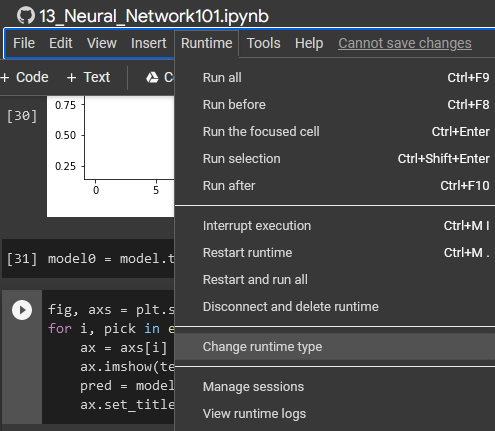 13_Neural_Network101.ipynb
File Edit View Insert Runtime Tools Help Cannot save changes
+ Code + Text C
Run all Ctrl+F9
Run before Ctrl+F8
Run the focused cell Ctrl+Enter
Run selection Ctrl+Shift+Enter
Run after Ctrl+F10
Interrupt execution Ctrl+M I
Restart runtime Ctrl+M .
Restart and run all
Disconnect and delete runtime
Change runtime type
Manage sessions
View runtime logs
[30]
0.75
0.50
0.25
0 5
[31] model0 = model.t
fig, axs = plt.s
for i, pick in e
ax = axs[i]
ax.imshow(te
pred = model
ax.set_title